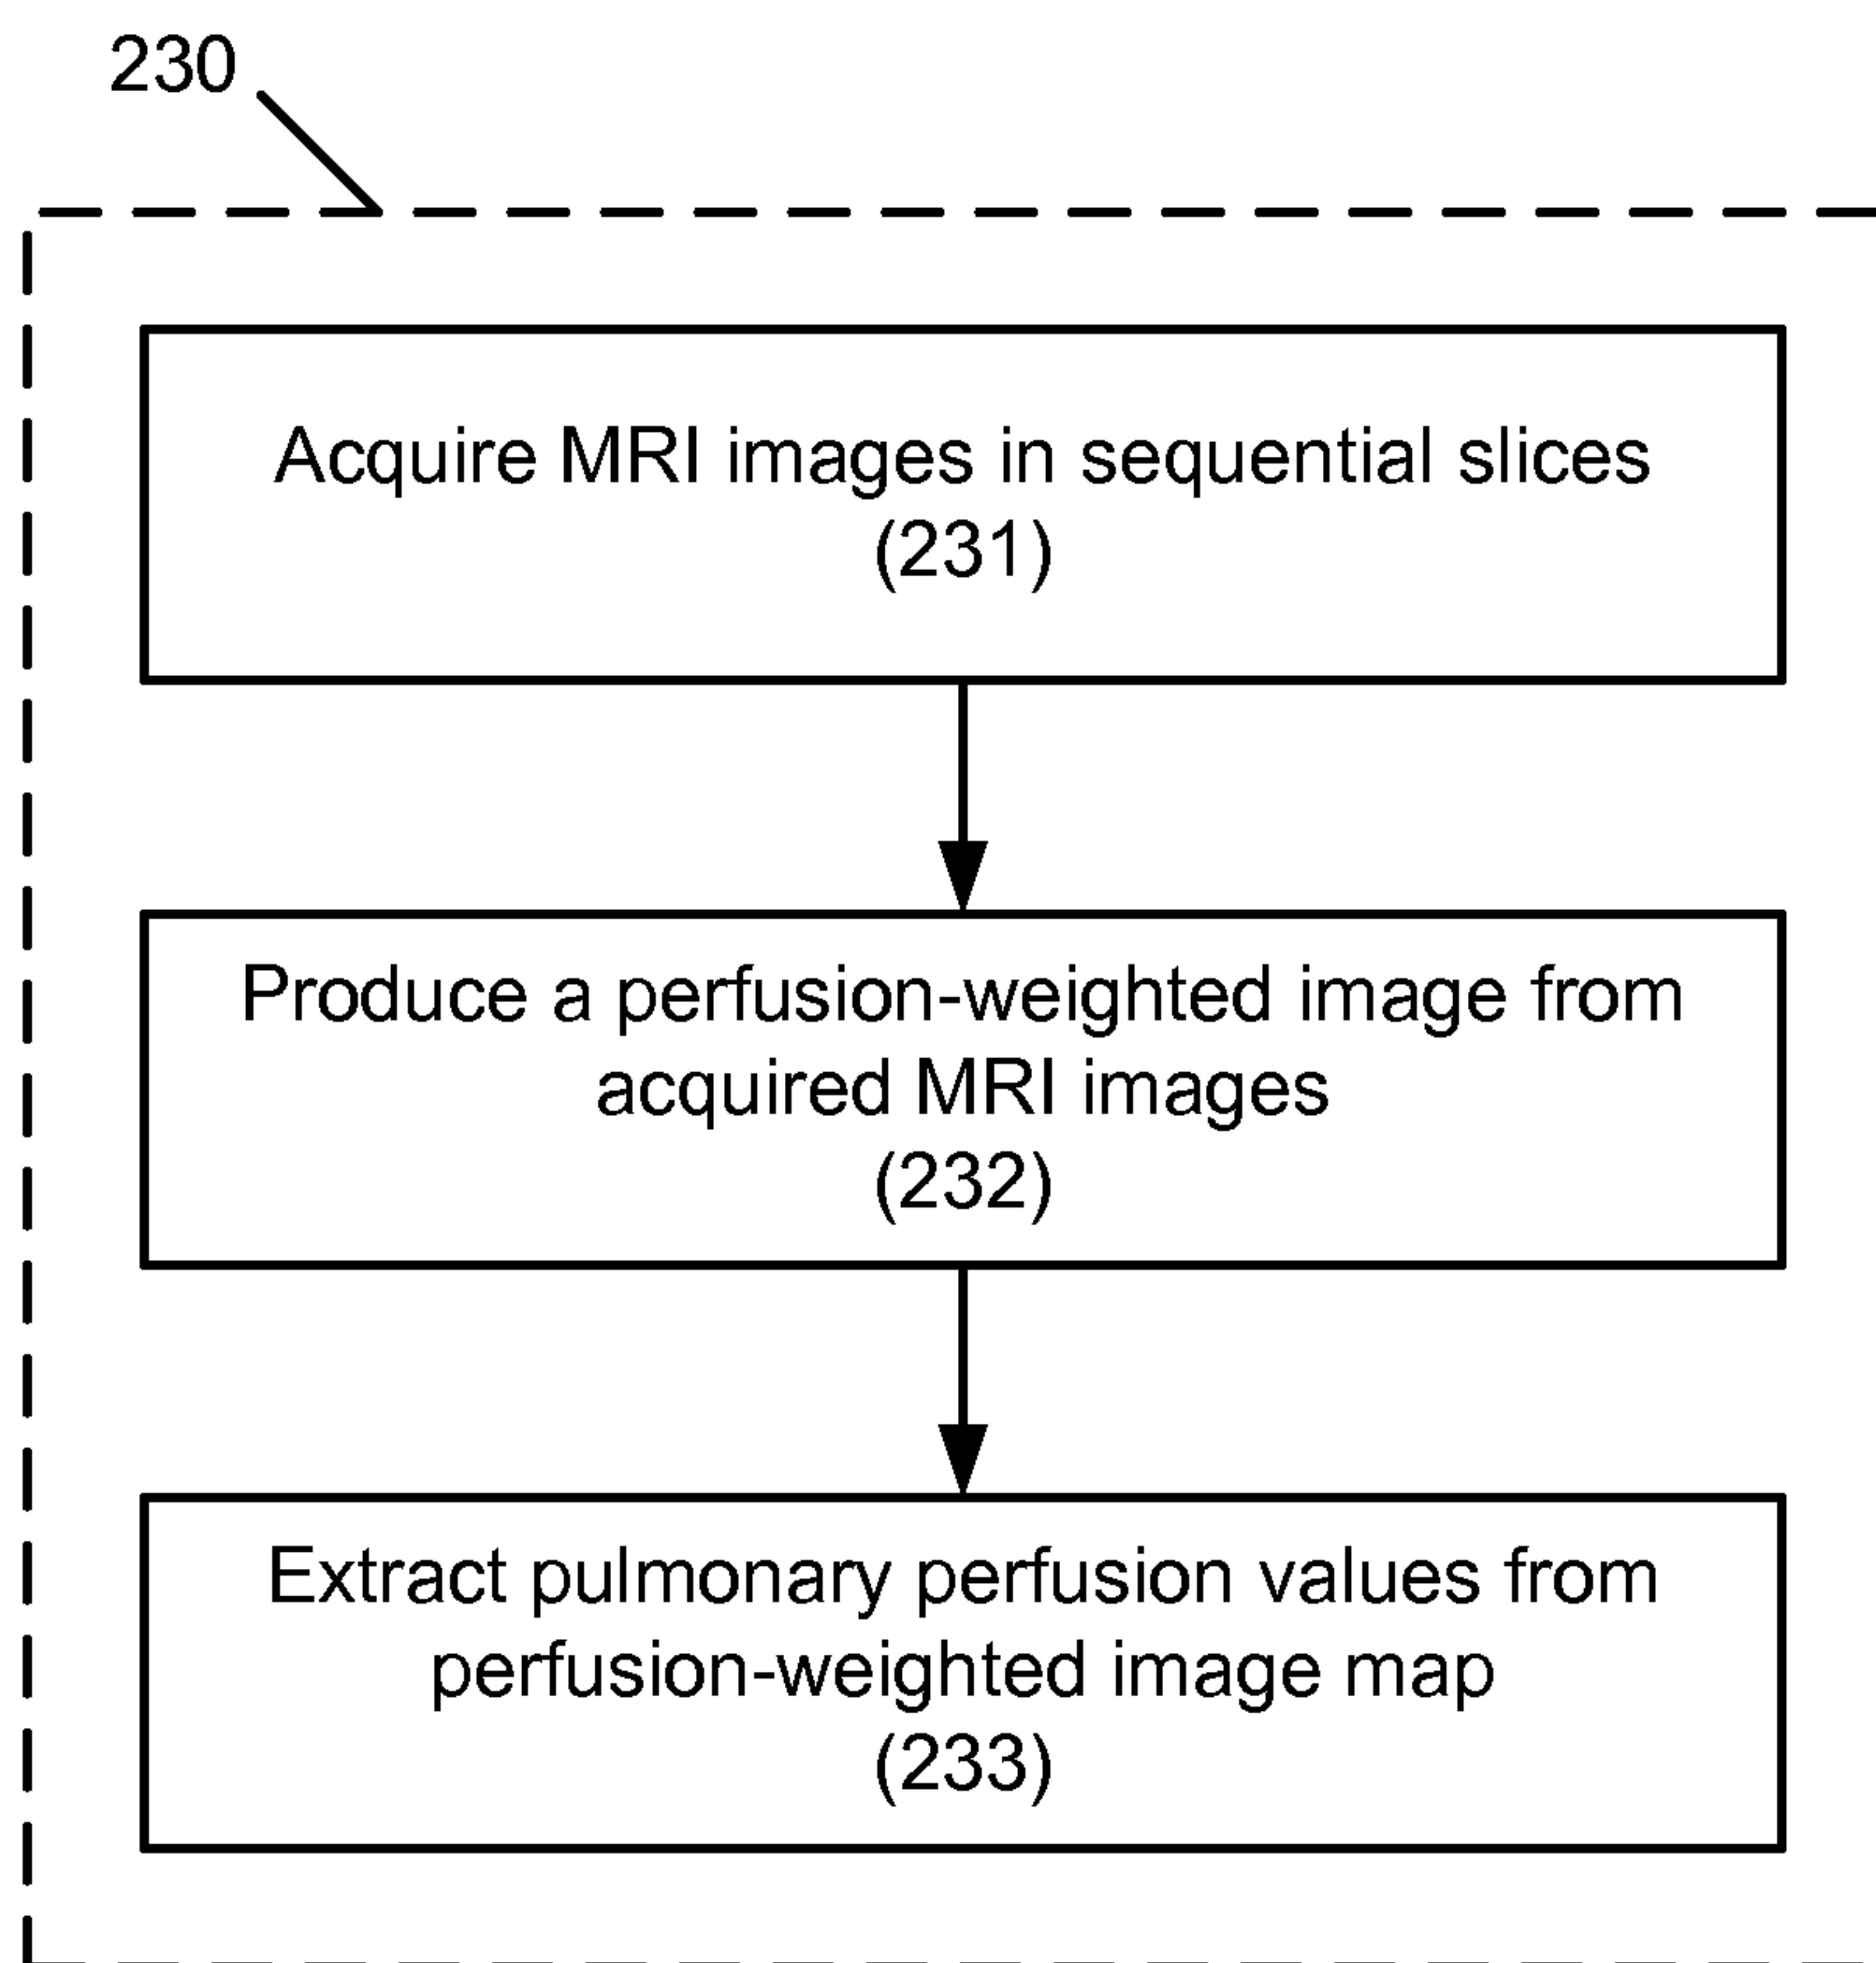 230
Acquire MRI images in sequential slices
(231)
Produce a perfusion-weighted image from
acquired MRI images
(232)
Extract pulmonary perfusion values from
perfusion-weighted image map
(233)